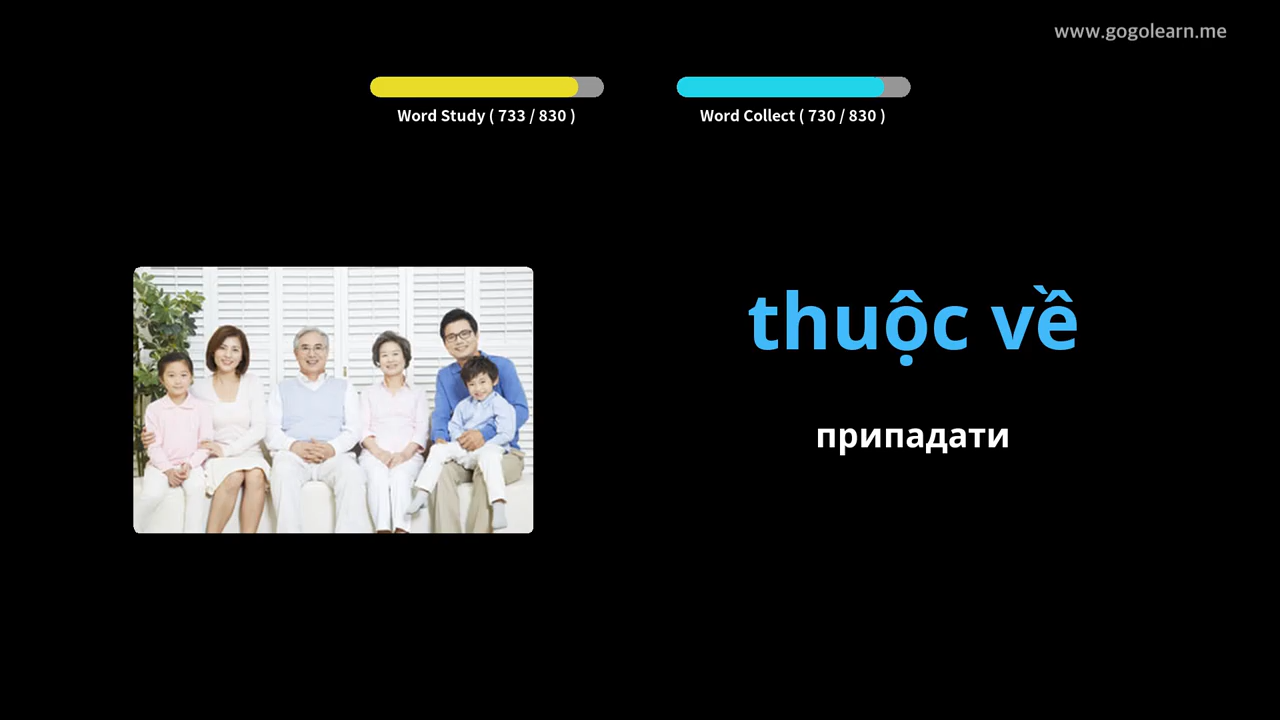 www.gogolearn.me
Word Study ( 733 / 830 )
Word Collect ( 730 / 830 )
thuộc về
припадати